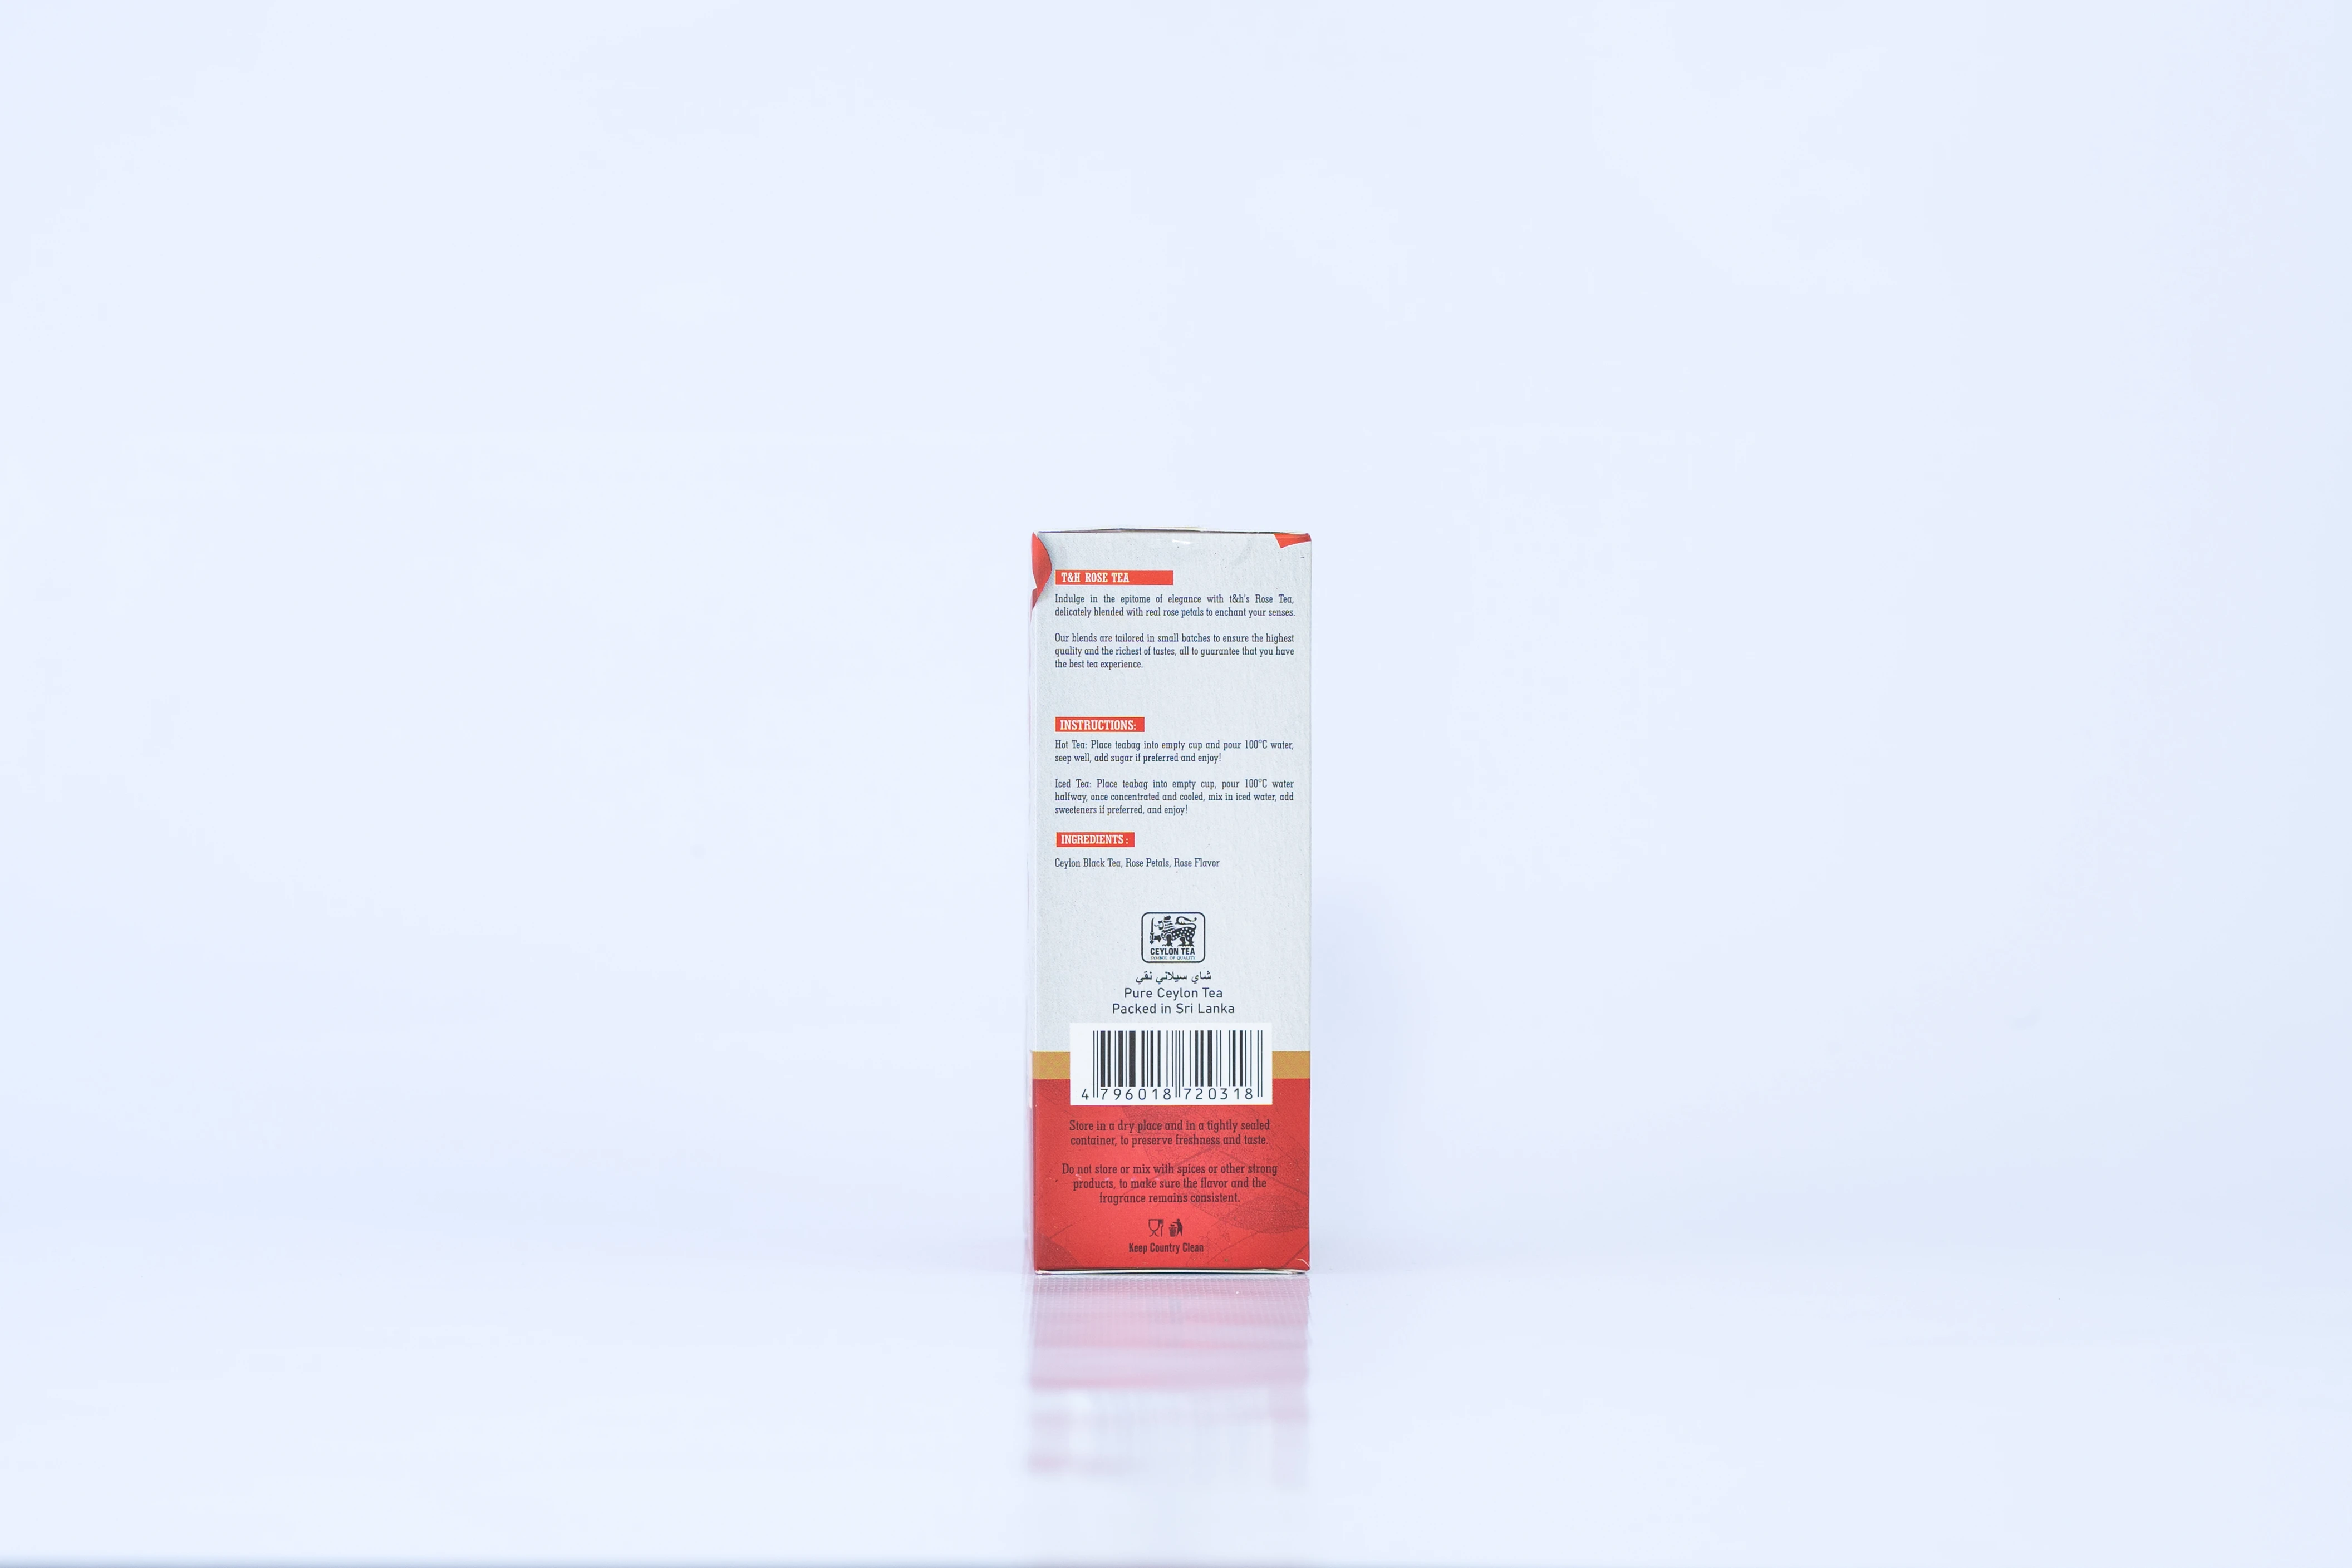 T&H ROSE TEA
Indulge in the epitome of elegance with t&h's Rose Tea,
delicately blended with real rose petals to enchant your senses.
Our blends are tailored in small batches to ensure the highest
quality and the richest of tastes, all to guarantee that you have
the best tea experience.
INSTRUCTIONS:
Hot Tea: Place teabag into empty cup and pour 100°C water,
seep well, add sugar if preferred and enjoy!
Iced Tea: Place teabag into empty cup, pour 100°C water
halfway, once concentrated and cooled, mix in iced water, add
sweeteners if preferred, and enjoy!
INGREDIENTS :
Ceylon Black Tea, Rose Petals, Rose Flavor
CEYLON TEA
SYMBOL OF QUALITY
شاي سيلاني نقي
Pure Ceylon Tea
Packed in Sri Lanka
4 796018 720318
Store in a dry place and in a tightly sealed
container, to preserve freshness and taste.
Do not store or mix with spices or other strong
products, to make sure the flavor and the
fragrance remains consistent.
Keep Country Clean